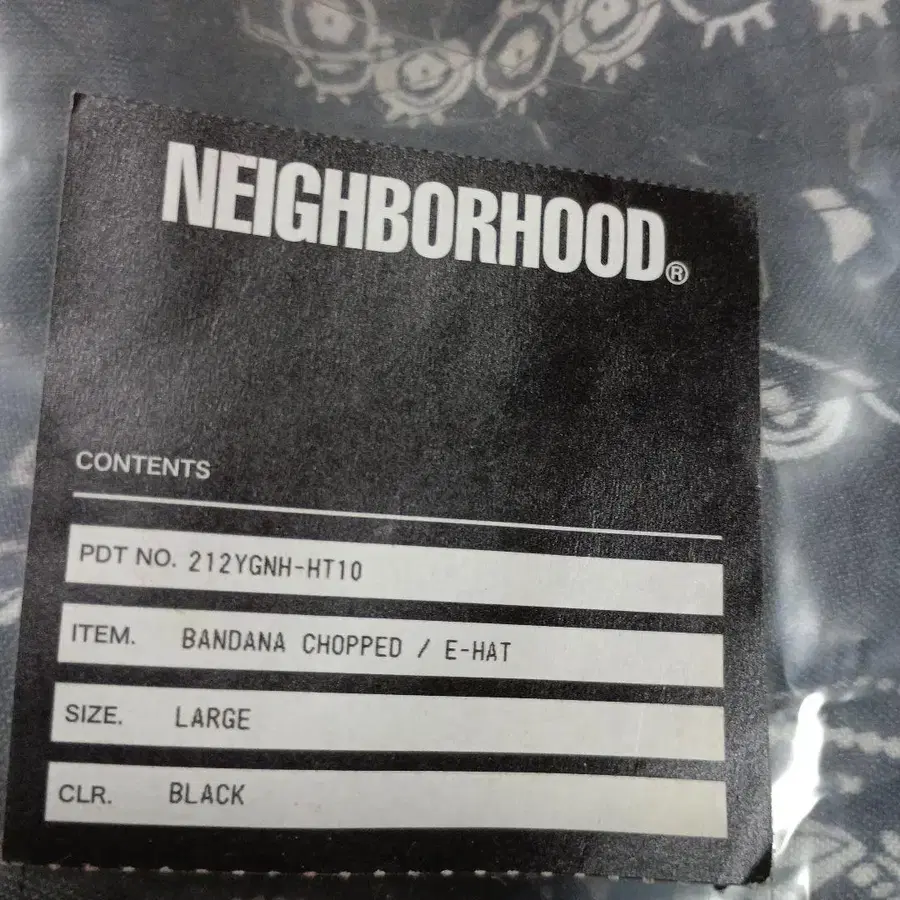 NEIGHBORHOOD®
CONTENTS
PDT NO. 212YGNH-HT10
ITEM. BANDANA CHOPPED / E-HAT
SIZE. LARGE
CLR. BLACK